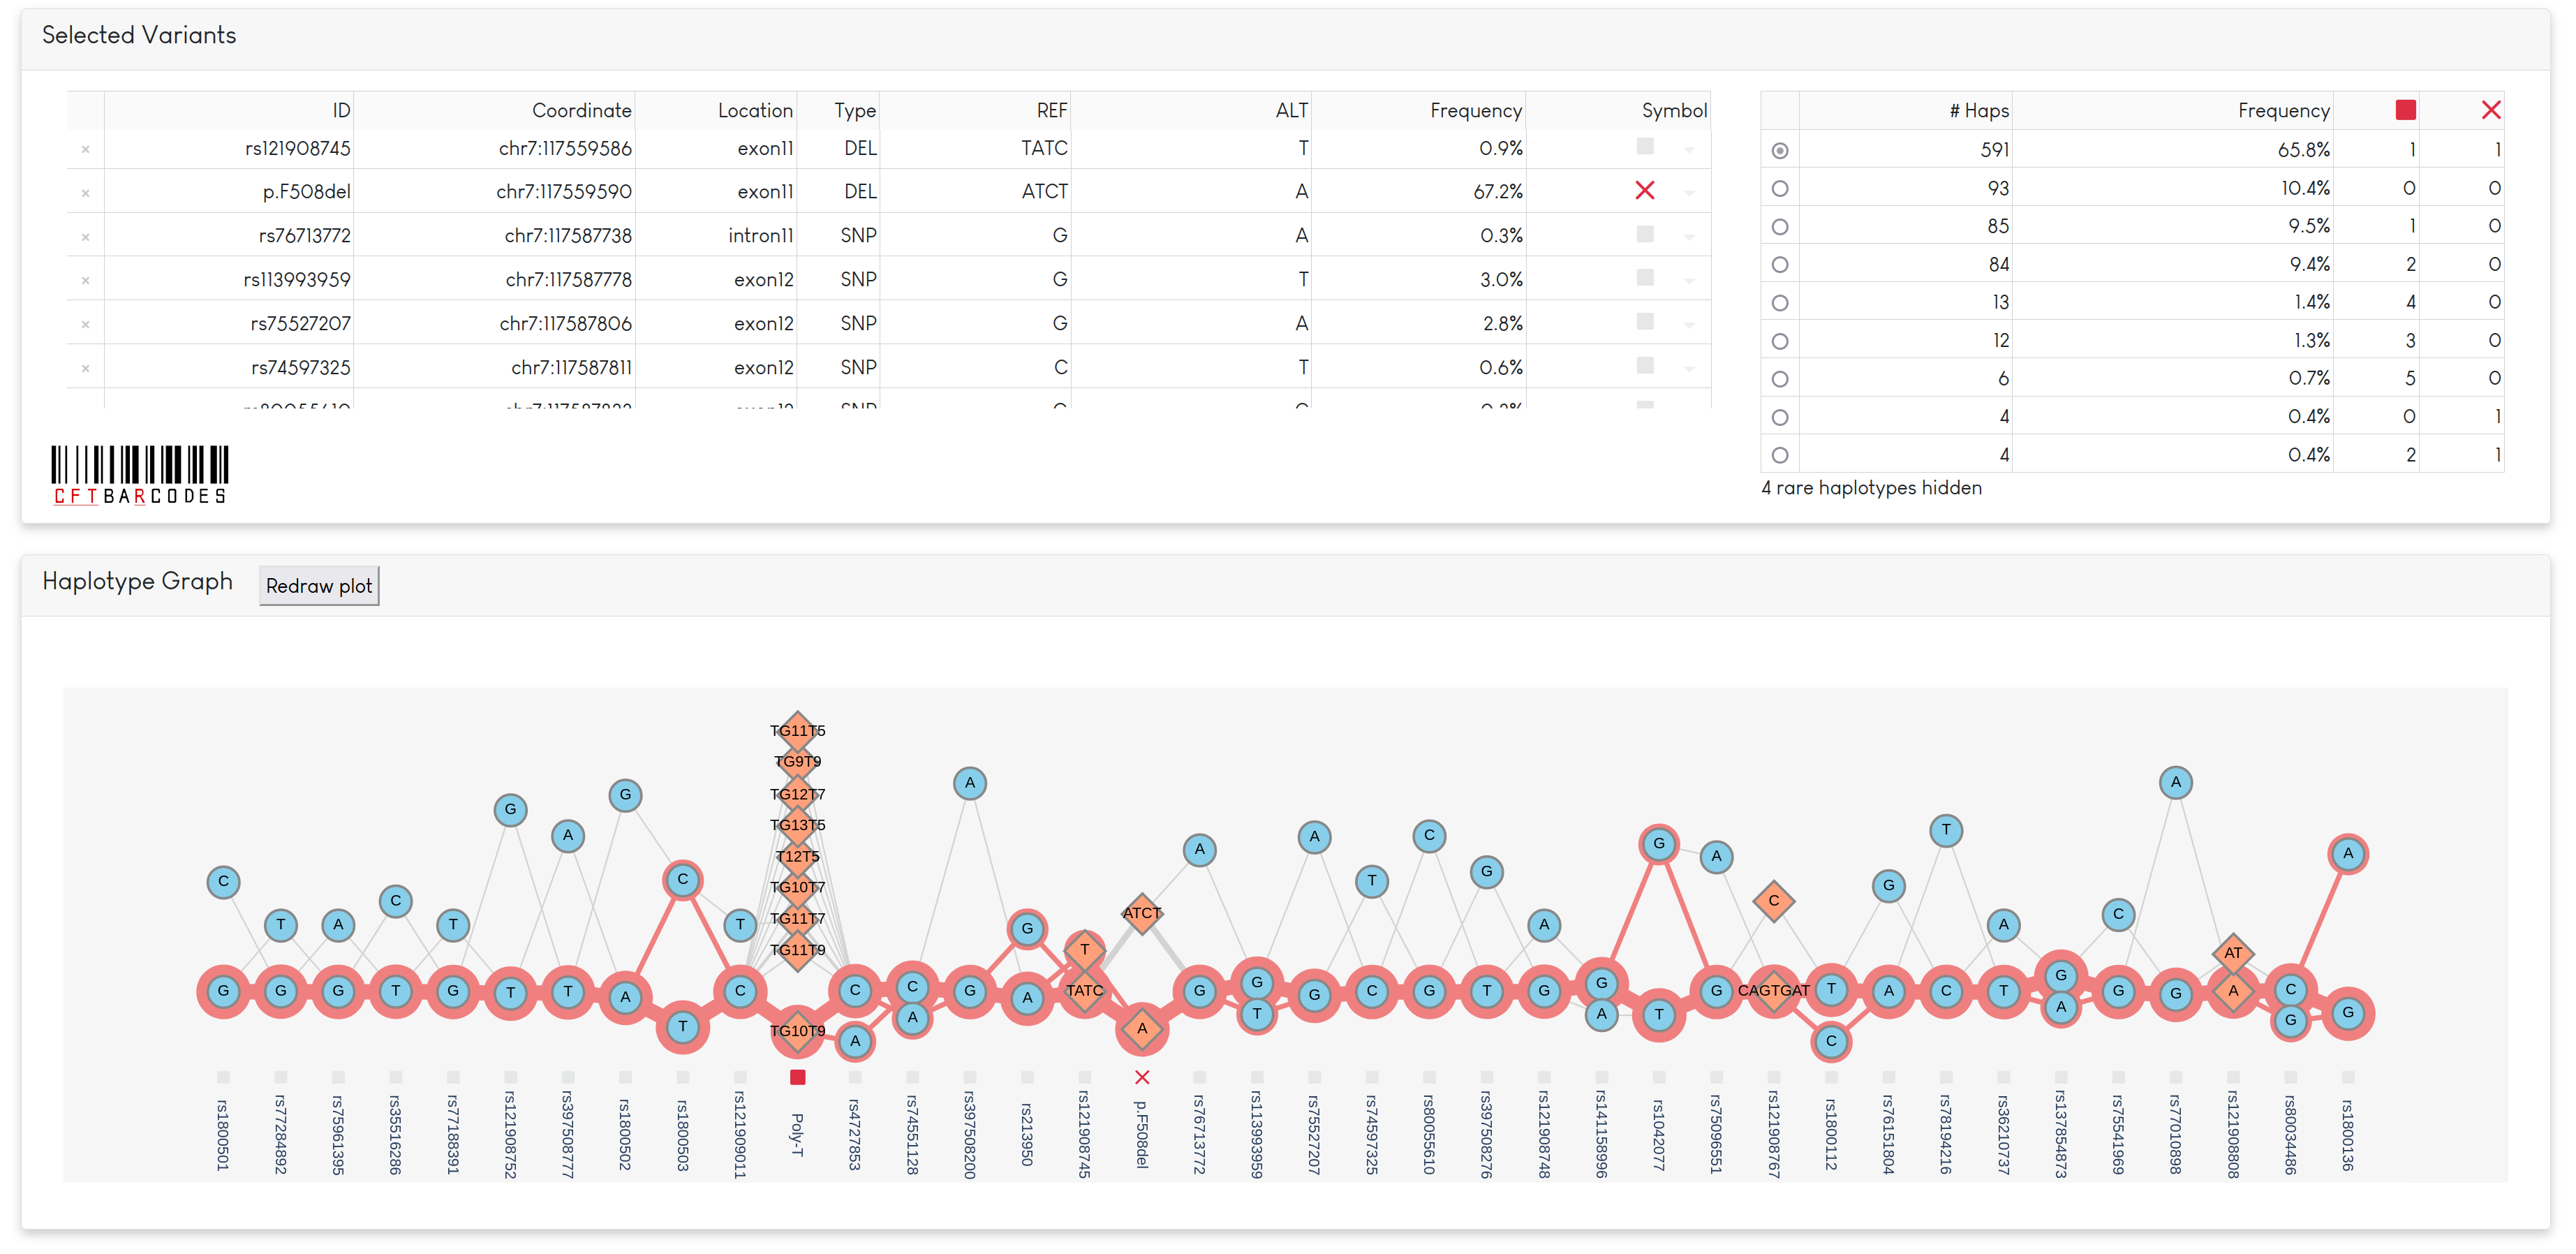 Selected Variants
ID Coordinate Location Type REF ALT Frequency Symbol
× rs121908745 chr7:117559586 exon11 DEL TATC T 0.9%
× p.F508del chr7:117559590 exon11 DEL ATCT A 67.2%
× rs76713772 chr7:117587738 intron11 SNP G A 0.3%
× rs113993959 chr7:117587778 exon12 SNP G T 3.0%
× rs75527207 chr7:117587806 exon12 SNP G A 2.8%
× rs74597325 chr7:117587811 exon12 SNP C T 0.6%
CFTBARCODES
# Haps Frequency
591 65.8% 1 1
93 10.4% 0 0
85 9.5% 1 0
84 9.4% 2 0
13 1.4% 4 0
12 1.3% 3 0
6 0.7% 5 0
4 0.4% 0 1
4 0.4% 2 1
4 rare haplotypes hidden
Haplotype Graph Redraw plot
TG11T5
TG9T9
TG12T7
TG13T5
T12T5
TG10T7
TG11T7
TG11T9
G A G A A
C T A C T G A G C T A G T A A T C G A G A C G T A C A AT A
ATCT
G G G T G T T A T C TG10T9 C A C A G A TATC A G G T G C G T G G A T G CAGTGAT T C A C T G A G G A C G G
rs1800501
rs77284892
rs75961395
rs35516286
rs77188391
rs121908752
rs397508777
rs1800502
rs1800503
rs121909011
Poly-T
rs4727853
rs74551128
rs397508200
rs213950
rs121908745
p.F508del
rs76713772
rs113993959
rs75527207
rs74597325
rs80055610
rs397508276
rs121908748
rs141158996
rs1042077
rs75096551
rs121908767
rs1800112
rs76151804
rs78194216
rs36210737
rs137854873
rs75541969
rs77010898
rs121908808
rs80034486
rs1800136